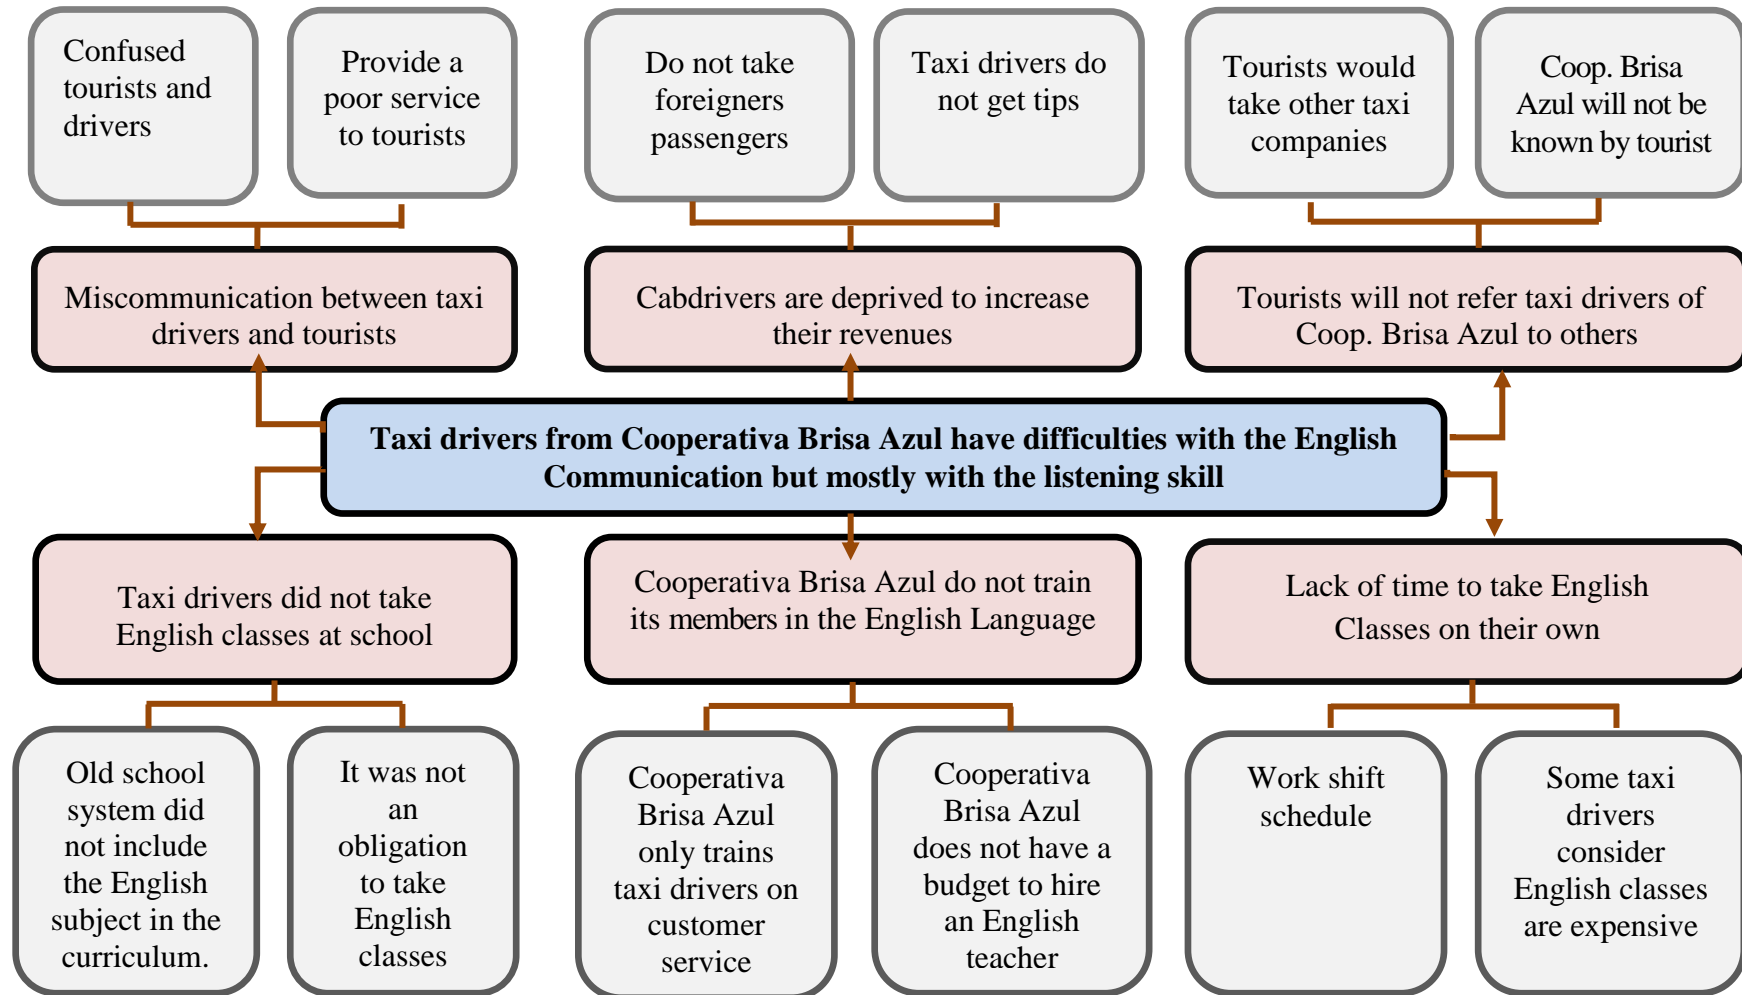 Confused
tourists and
drivers
Provide a
poor service
to tourists
Do not take
foreigners
passengers
Taxi drivers do
not get tips
Tourists would
take other taxi
companies
Coop. Brisa
Azul will not be
known by tourist
Miscommunication between taxi
drivers and tourists
Cabdrivers are deprived to increase
their revenues
Tourists will not refer taxi drivers of
Coop. Brisa Azul to others
Taxi drivers from Cooperativa Brisa Azul have difficulties with the English
Communication but mostly with the listening skill
Taxi drivers did not take
English classes at school
Cooperativa Brisa Azul do not train
its members in the English Language
Lack of time to take English
Classes on their own
Old school
system did
not include
the English
subject in the
curriculum.
It was not
an
obligation
to take
English
classes
Cooperativa
Brisa Azul
only trains
taxi drivers on
customer
service
Cooperativa
Brisa Azul
does not have a
budget to hire
an English
teacher
Work shift
schedule
Some taxi
drivers
consider
English classes
are expensive